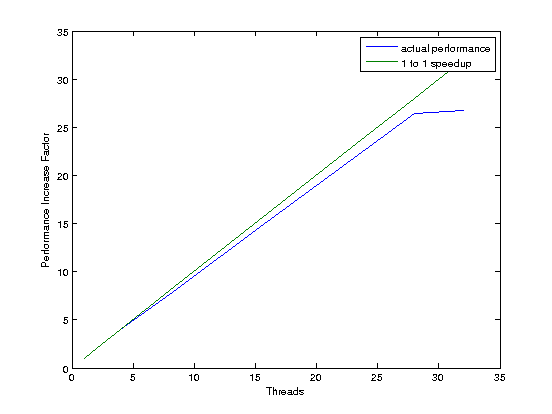 35
30
25
20
15
10
5
0
Performance Increase Factor
actual performance
1 to 1 speedup
0 5 10 15 20 25 30 35
Threads